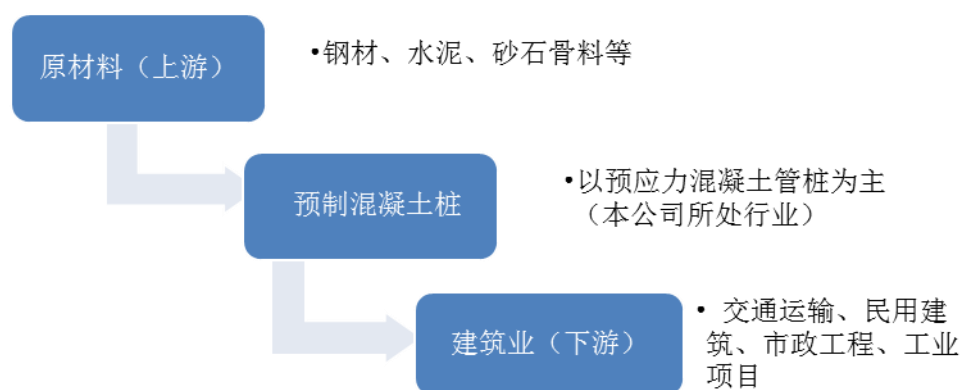 原材料（上游）
•钢材、水泥、砂石骨料等
预制混凝土桩
•以预应力混凝土管桩为主
（本公司所处行业）
建筑业（下游）
• 交通运输、民用建
筑、市政工程、工业
项目